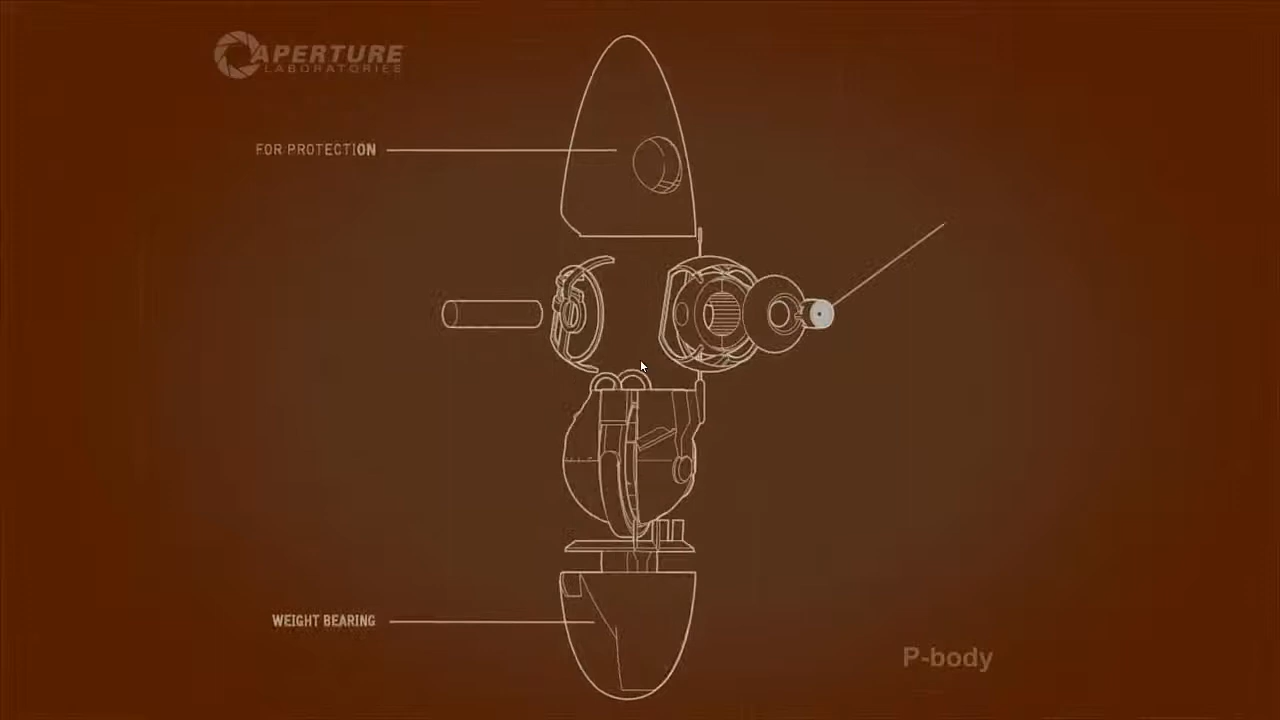 APERTURE
LABORATORIES
FOR PROTECTION
WEIGHT BEARING
P-body